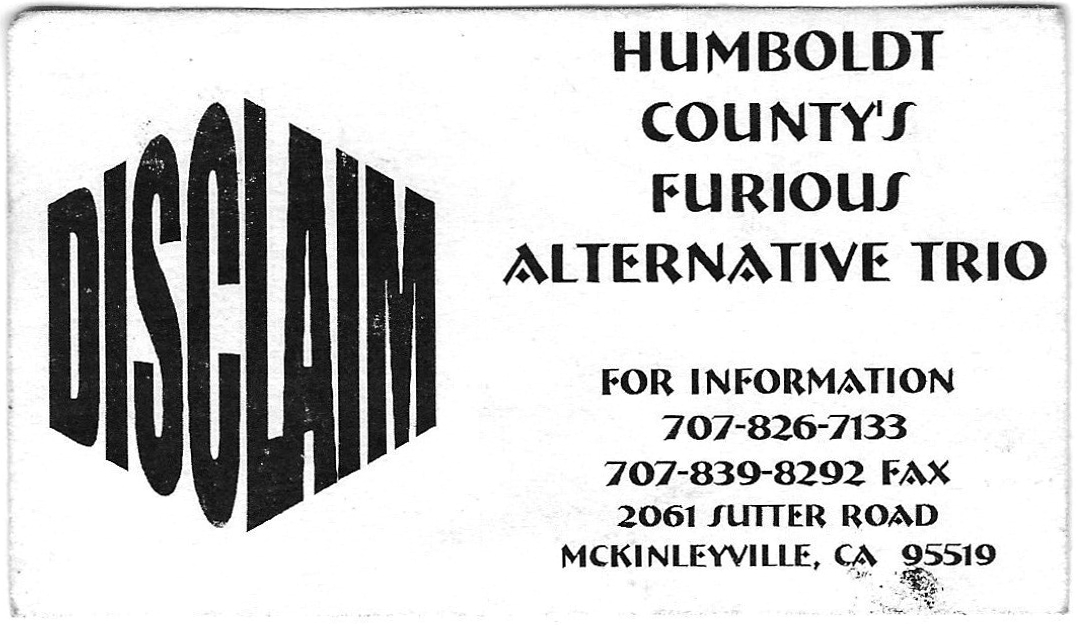 DISCLAIM
HUMBOLDT
COUNTY'S
FURIOUS
ALTERNATIVE TRIO
FOR INFORMATION
707-826-7133
707-839-8292 FAX
2061 SUTTER ROAD
MCKINLEYVILLE, CA 95519